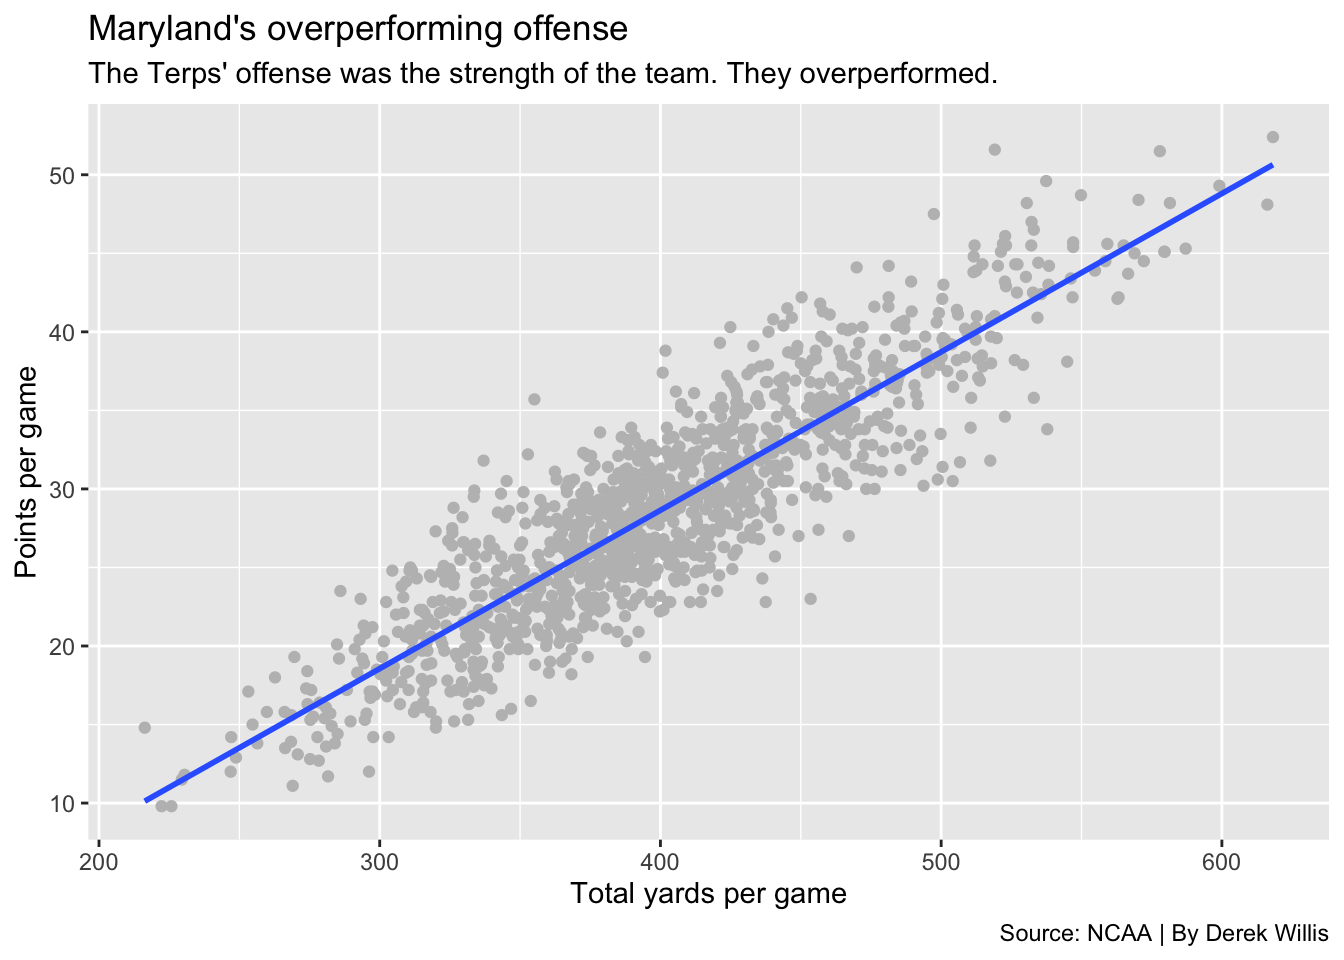 Maryland's overperforming offense
The Terps' offense was the strength of the team. They overperformed.
50
40
30
20
10
Points per game
200 300 400 500 600
Total yards per game
Source: NCAA | By Derek Willis